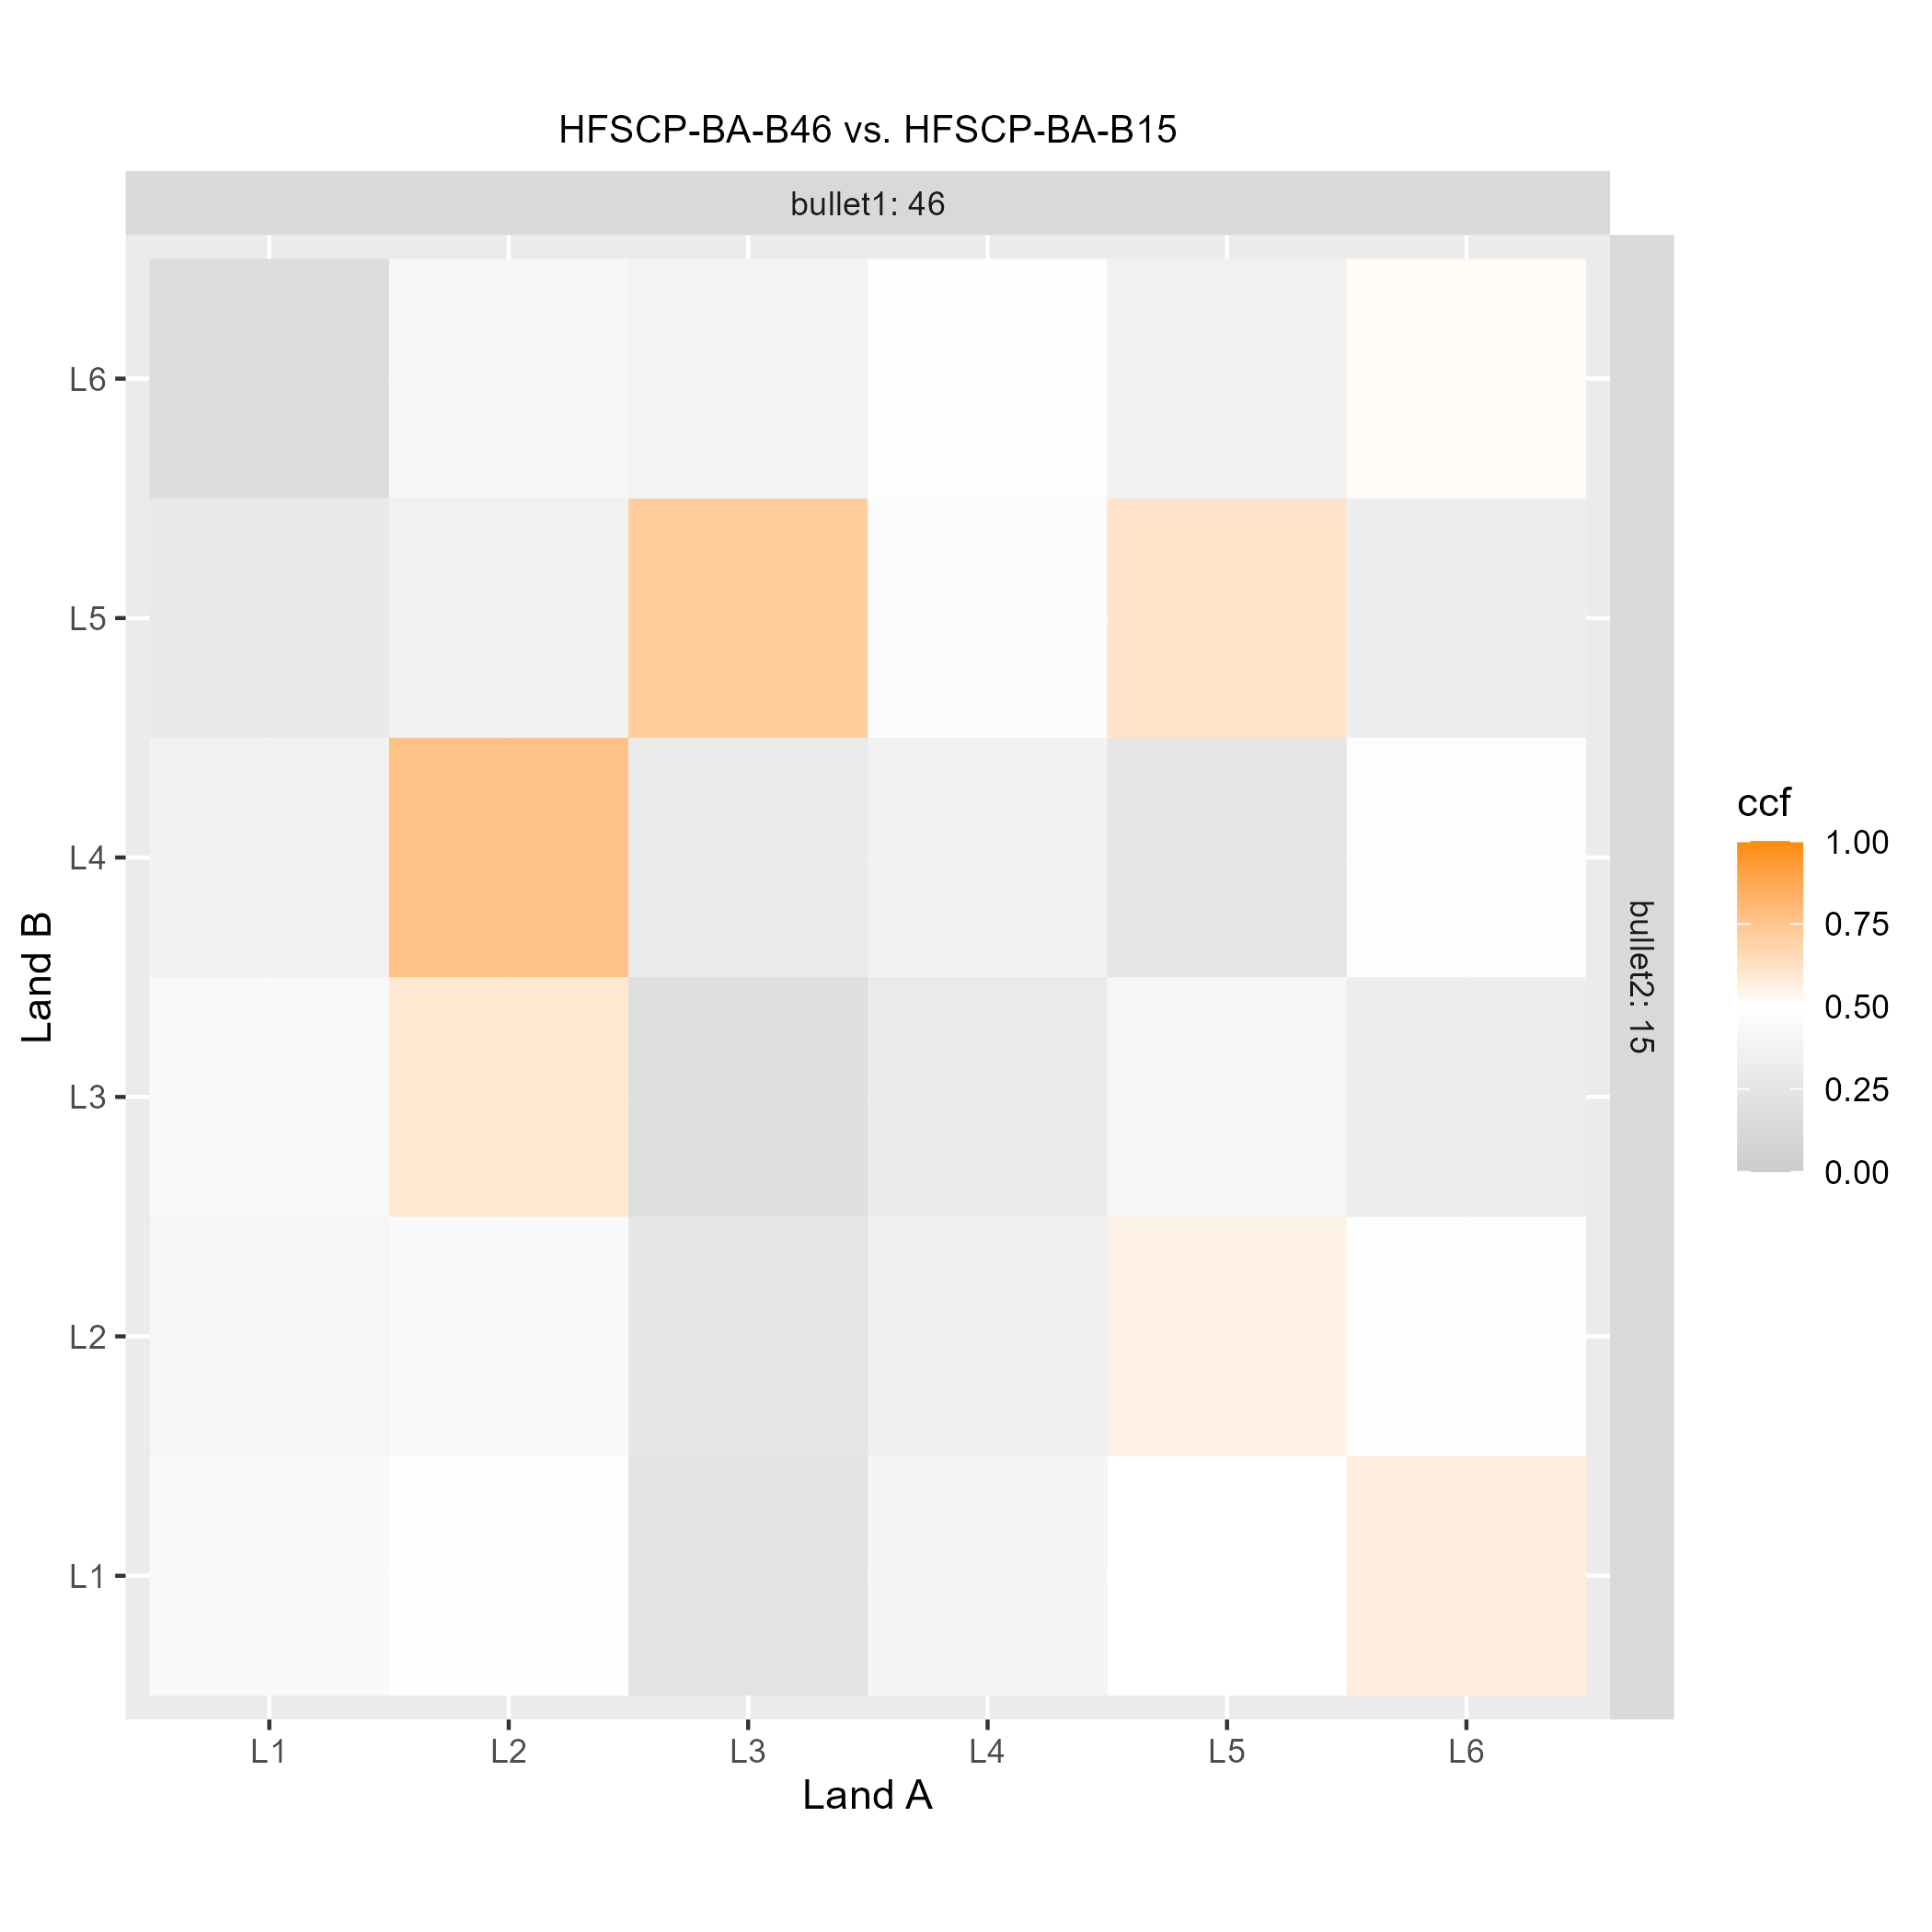 HFSCP-BA-B46 vs. HFSCP-BA-B15
bullet1: 46
L6
L5
L4
L3
L2
L1
Land B
L1 L2 L3 L4 L5 L6
Land A
bullet2: 15
ccf
1.00
0.75
0.50
0.25
0.00